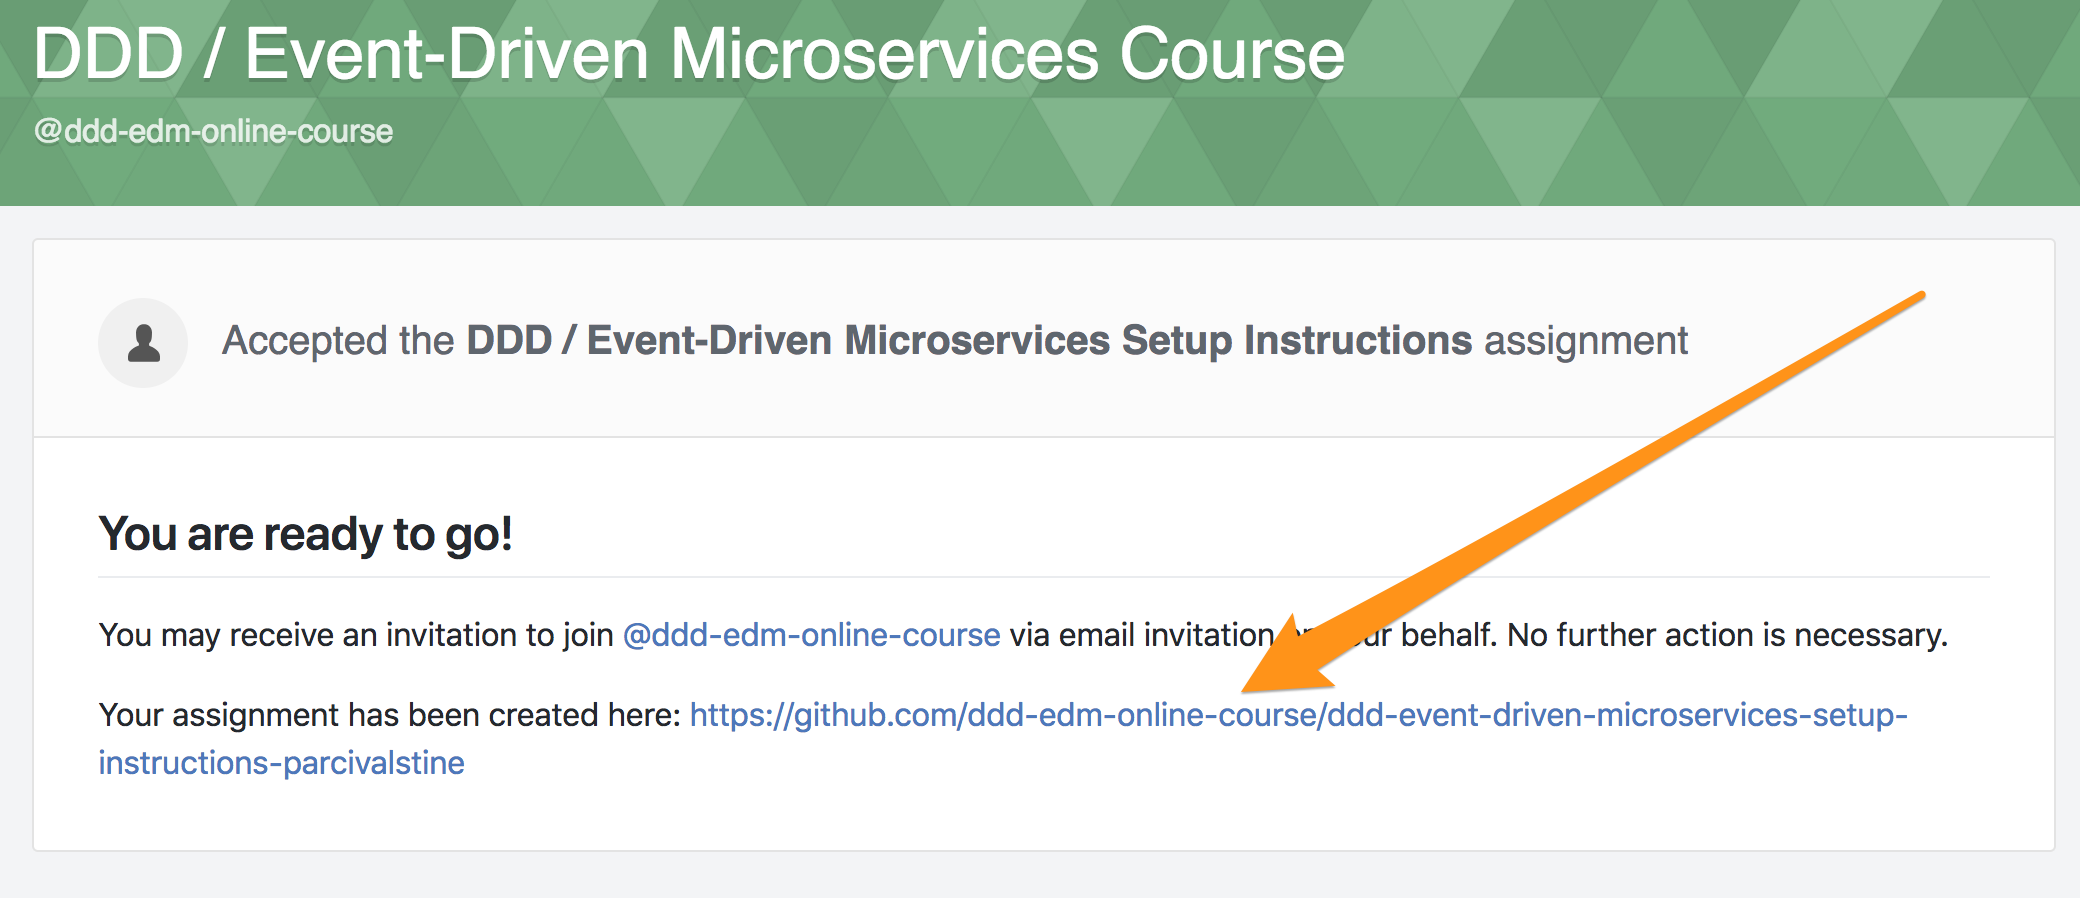 DDD / Event-Driven Microservices Course
@ddd-edm-online-course
Accepted the DDD / Event-Driven Microservices Setup Instructions assignment
You are ready to go!
You may receive an invitation to join @ddd-edm-online-course via email invitation behalf. No further action is necessary.
Your assignment has been created here: https://github.com/ddd-edm-online-course/ddd-event-driven-microservices-setup-
instructions-parcivalstine